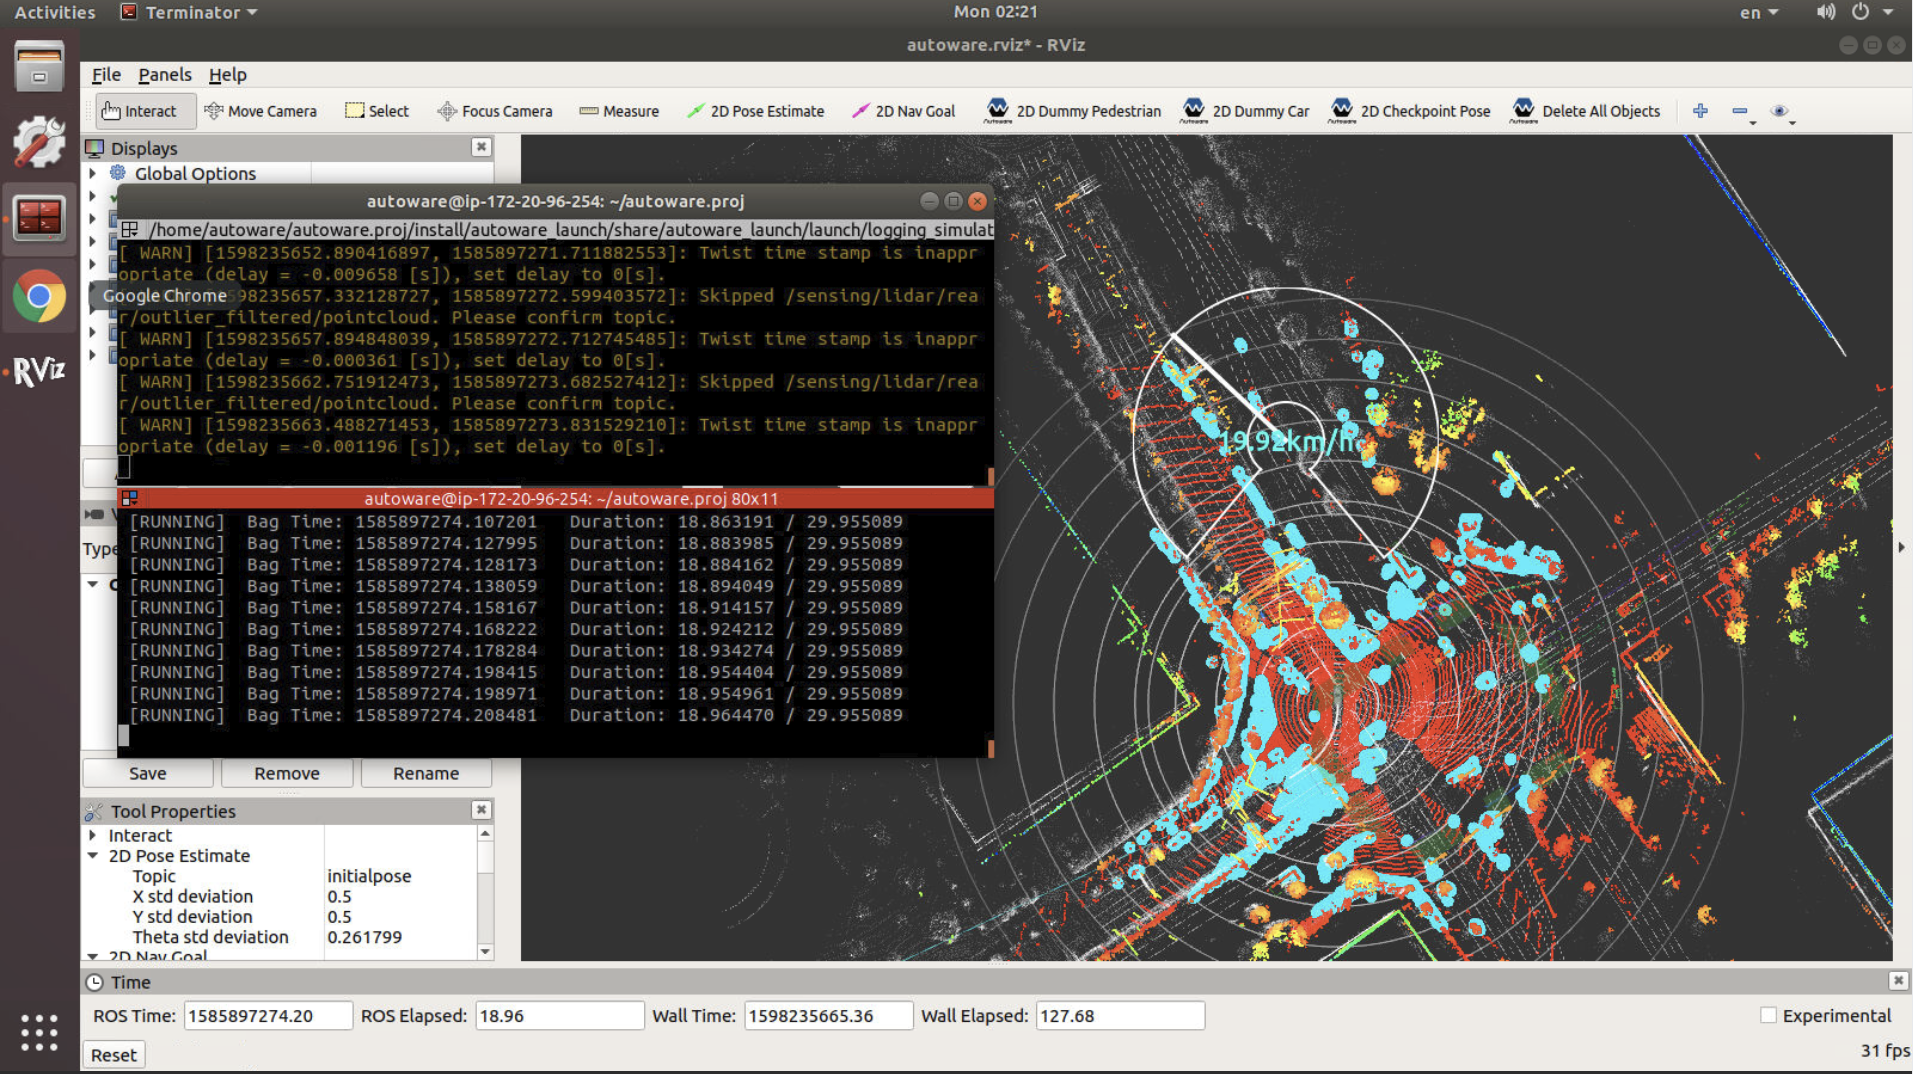 Activities Terminator Mon 02:21 en
autoware.rviz* - RViz
File Panels Help
Interact Move Camera Select Focus Camera Measure 2D Pose Estimate 2D Nav Goal 2D Dummy Pedestrian 2D Dummy Car 2D Checkpoint Pose Delete All Objects
Displays
Global Options
autoware@ip-172-20-96-254: ~/autoware.proj
/home/autoware/autoware.proj/install/autoware_launch/share/autoware_launch/launch/logging_simulat
[ WARN] [1598235652.890416897, 1585897271.711882553]: Twist time stamp is inappr
opriate (delay = -0.009658 [s]), set delay to 0[s].
Google Chrome
98235657.332128727, 1585897272.599403572]: Skipped /sensing/lidar/rea
r/outlier_filtered/pointcloud. Please confirm topic.
[ WARN] [1598235657.894848039, 1585897272.712745485]: Twist time stamp is inappr
opriate (delay = -0.000361 [s]), set delay to 0[s].
[ WARN] [1598235662.751912473, 1585897273.682527412]: Skipped /sensing/lidar/rea
r/outlier_filtered/pointcloud. Please confirm topic.
[ WARN] [1598235663.488271453, 1585897273.831529210]: Twist time stamp is inappr
opriate (delay = -0.001196 [s]), set delay to 0[s].
RViz
19.92km/h
autoware@ip-172-20-96-254: ~/autoware.proj 80x11
[RUNNING] Bag Time: 1585897274.107201 Duration: 18.863191 / 29.955089
[RUNNING] Bag Time: 1585897274.127995 Duration: 18.883985 / 29.955089
[RUNNING] Bag Time: 1585897274.128173 Duration: 18.884162 / 29.955089
[RUNNING] Bag Time: 1585897274.138059 Duration: 18.894049 / 29.955089
[RUNNING] Bag Time: 1585897274.158167 Duration: 18.914157 / 29.955089
[RUNNING] Bag Time: 1585897274.168222 Duration: 18.924212 / 29.955089
[RUNNING] Bag Time: 1585897274.178284 Duration: 18.934274 / 29.955089
[RUNNING] Bag Time: 1585897274.198415 Duration: 18.954404 / 29.955089
[RUNNING] Bag Time: 1585897274.198971 Duration: 18.954961 / 29.955089
[RUNNING] Bag Time: 1585897274.208481 Duration: 18.964470 / 29.955089
Type
Save Remove Rename
Tool Properties
Interact
2D Pose Estimate
Topic initialpose
X std deviation 0.5
Y std deviation 0.5
Theta std deviation 0.261799
2D Nav Goal
Time
ROS Time: 1585897274.20 ROS Elapsed: 18.96 Wall Time: 1598235665.36 Wall Elapsed: 127.68 Experimental
Reset 31 fps